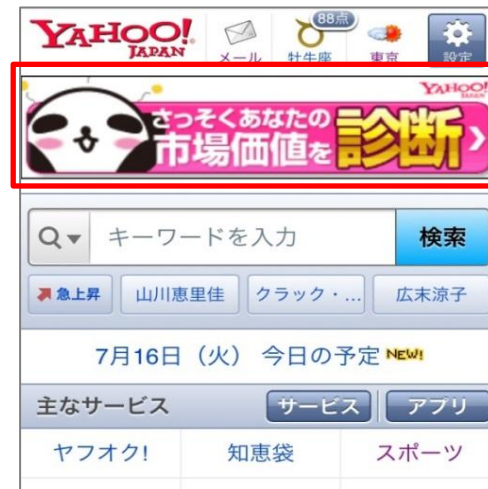 YAHOO!
JAPAN
88点
メール 牡牛座 東京 設定
YAHOO!
JAPAN
さっそくあなたの
市場価値を
診断
キーワードを入力 検索
急上昇 山川恵里佳 クラック・... 広末涼子
7月16日（火） 今日の予定 NEW!
主なサービス サービス アプリ
ヤフオク! 知恵袋 スポーツ